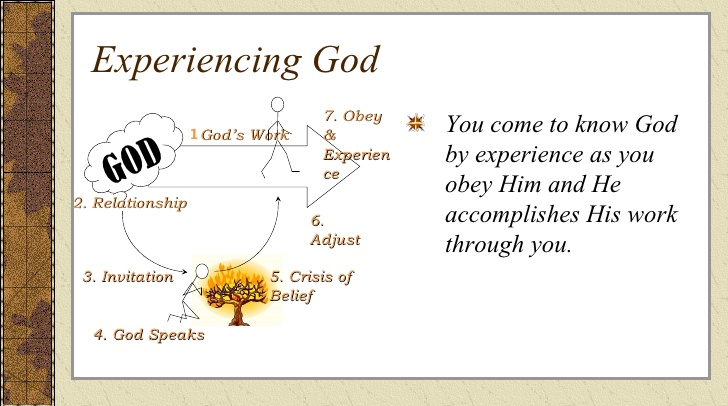 Experiencing God
GOD
1 God's Work
7. Obey
&
Experien
ce
2. Relationship
6.
Adjust
3. Invitation
5. Crisis of
Belief
4. God Speaks
You come to know God
by experience as you
obey Him and He
accomplishes His work
through you.